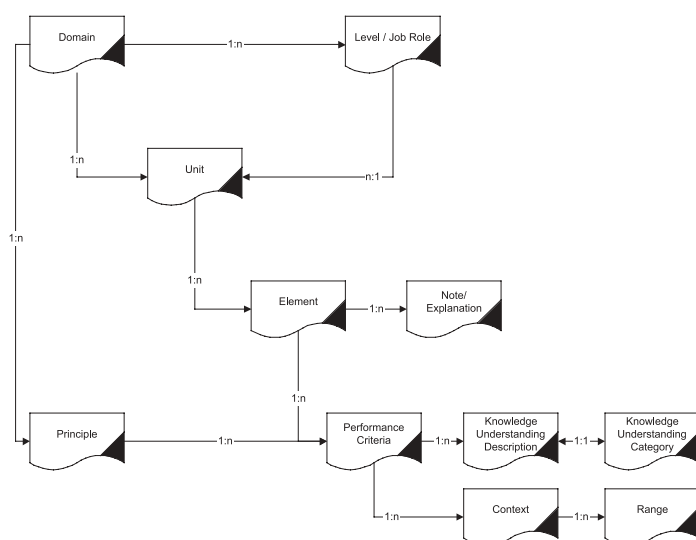 Domain
1:n
Level / Job Role
1:n
Unit
n:1
1:n
1:n
Element
1:n
Note/
Explanation
1:n
Principle
1:n
Performance
Criteria
1:n
Knowledge
Understanding
Description
1:1
Knowledge
Understanding
Category
1:n
Context
1:n
Range